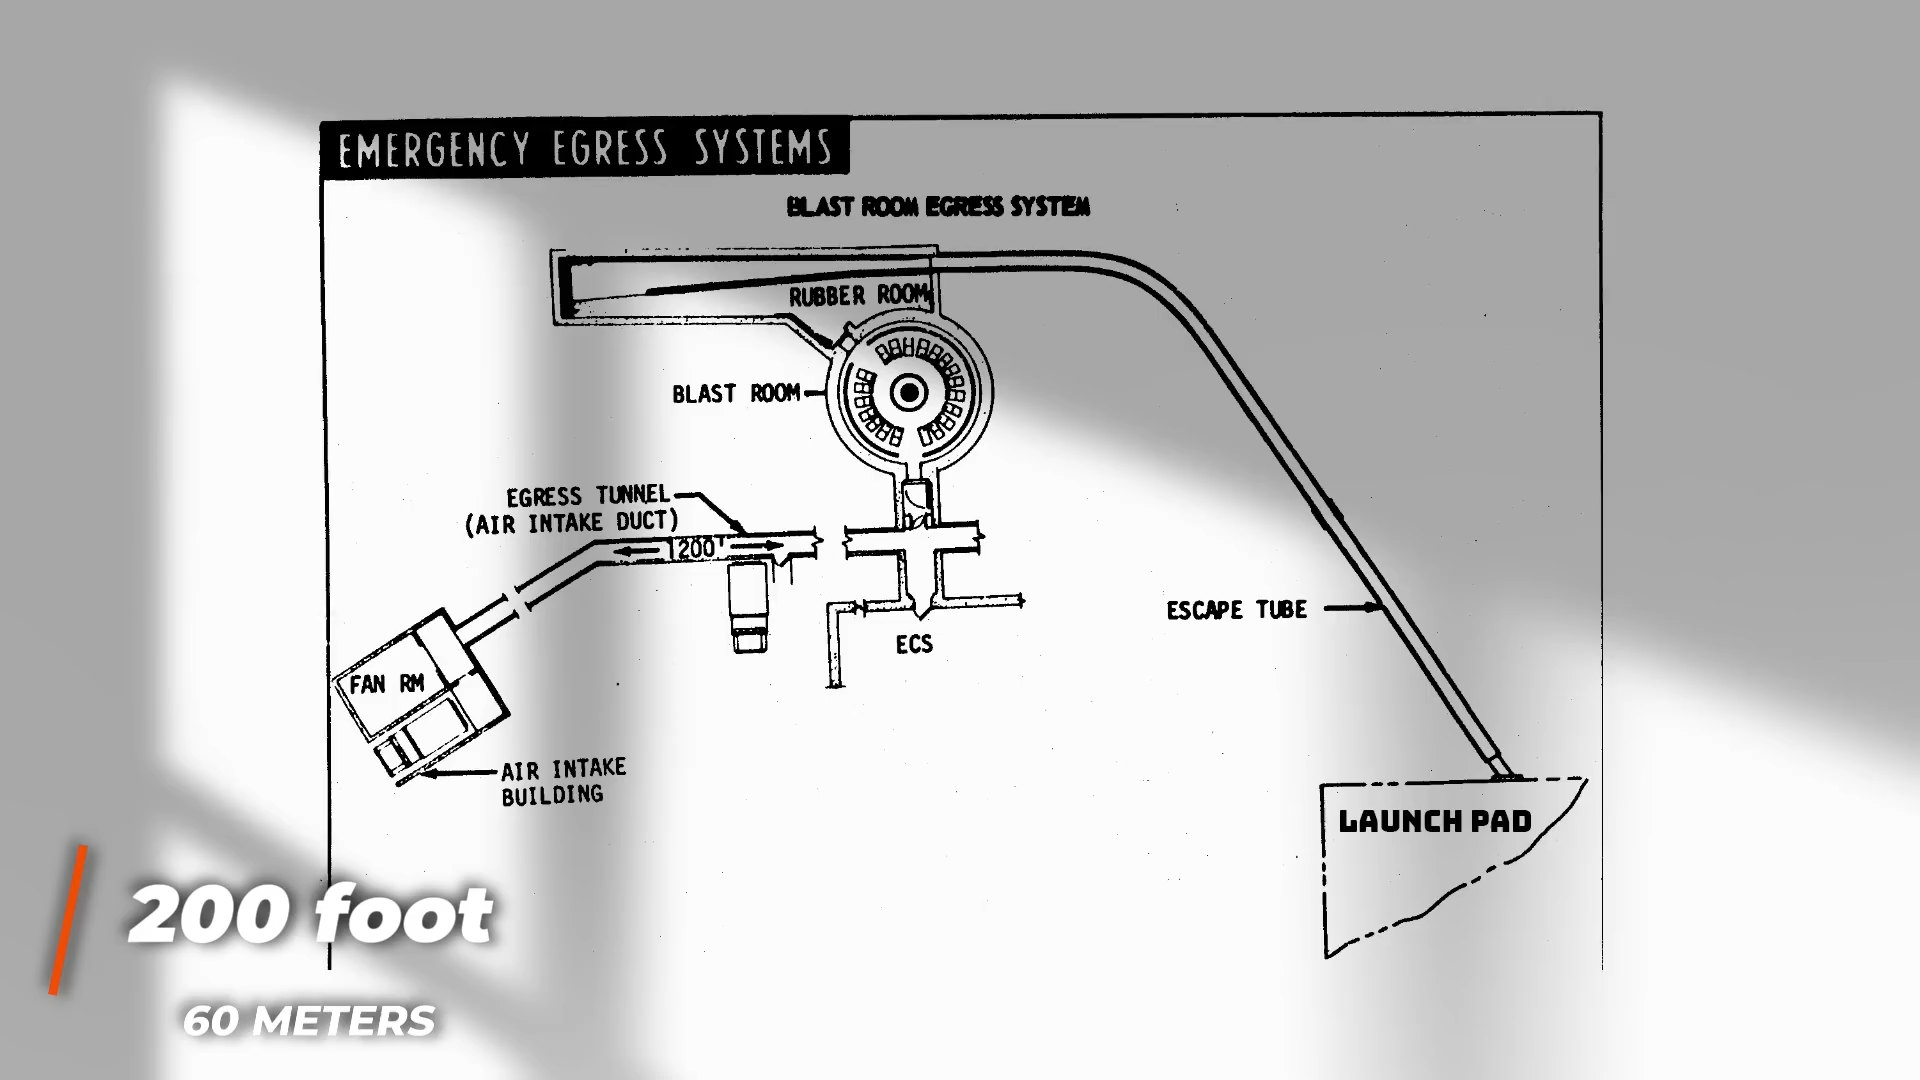 EMERGENCY EGRESS SYSTEMS
BLAST ROOM EGRESS SYSTEM
RUBBER ROOM
BLAST ROOM
EGRESS TUNNEL
(AIR INTAKE DUCT)
1200'
ESCAPE TUBE
ECS
FAN RM
AIR INTAKE
BUILDING
LAUNCH PAD
200 foot
60 METERS